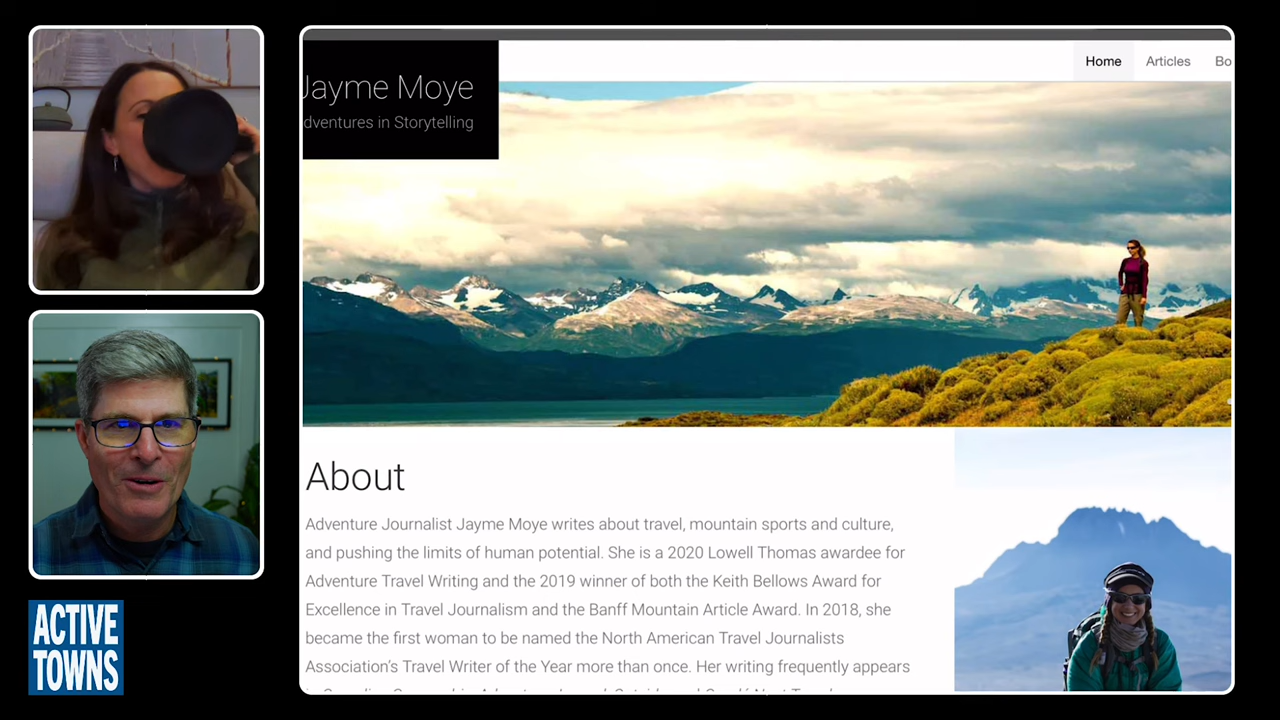 Jayme Moye
dventures in Storytelling
Home Articles Bo
About
Adventure Journalist Jayme Moye writes about travel, mountain sports and culture,
and pushing the limits of human potential. She is a 2020 Lowell Thomas awardee for
Adventure Travel Writing and the 2019 winner of both the Keith Bellows Award for
Excellence in Travel Journalism and the Banff Mountain Article Award. In 2018, she
became the first woman to be named the North American Travel Journalists
Association's Travel Writer of the Year more than once. Her writing frequently appears
ACTIVE
TOWNS